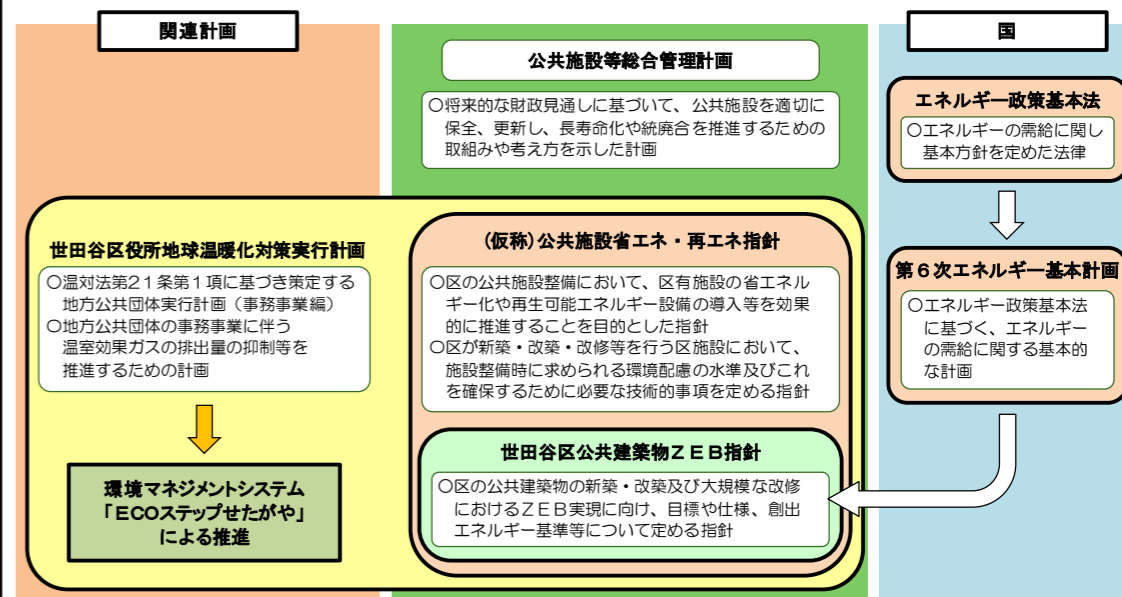 関連計画
公共施設等総合管理計画
○将来的な財政見通しに基づいて、公共施設を適切に
保全、更新し、長寿命化や統廃合を推進するための
取組みや考え方を示した計画
国
エネルギー政策基本法
○エネルギーの需給に関し
基本方針を定めた法律
世田谷区役所地球温暖化対策実行計画
○温対法第21条第1項に基づき策定する
地方公共団体実行計画（事務事業編）
○地方公共団体の事務事業に伴う
温室効果ガスの排出量の抑制等を
推進するための計画
環境マネジメントシステム
「ECOステップせたがや」
による推進
(仮称)公共施設省エネ・再エネ指針
○区の公共施設整備において、区有施設の省エネル
ギー化や再生可能エネルギー設備の導入等を効果
的に推進することを目的とした指針
○区が新築・改築・改修等を行う区施設において、
施設整備時に求められる環境配慮の水準及びこれ
を確保するために必要な技術的事項を定める指針
世田谷区公共建築物ZEB指針
○区の公共建築物の新築・改築及び大規模な改修
におけるZEB実現に向け、目標や仕様、創出
エネルギー基準等について定める指針
第6次エネルギー基本計画
○エネルギー政策基本法
に基づく、エネルギー
の需給に関する基本的
な計画